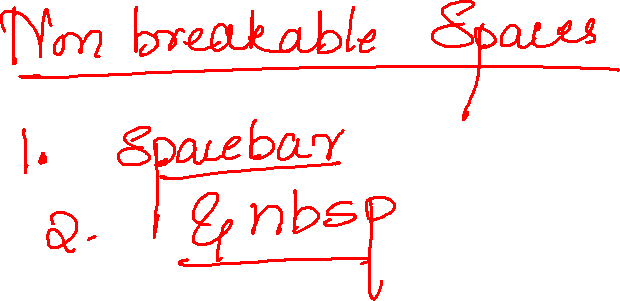 Non breakable Spaces
1. Spacebar
2. &nbsp